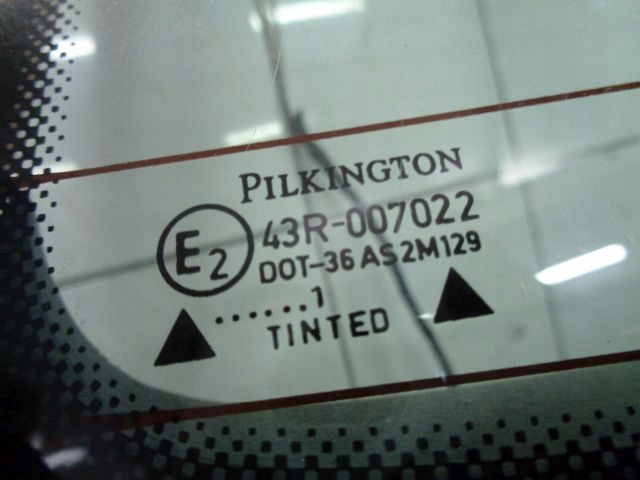 PILKINGTON
E2
43R-007022
DOT-36 AS2M129
......1
TINTED